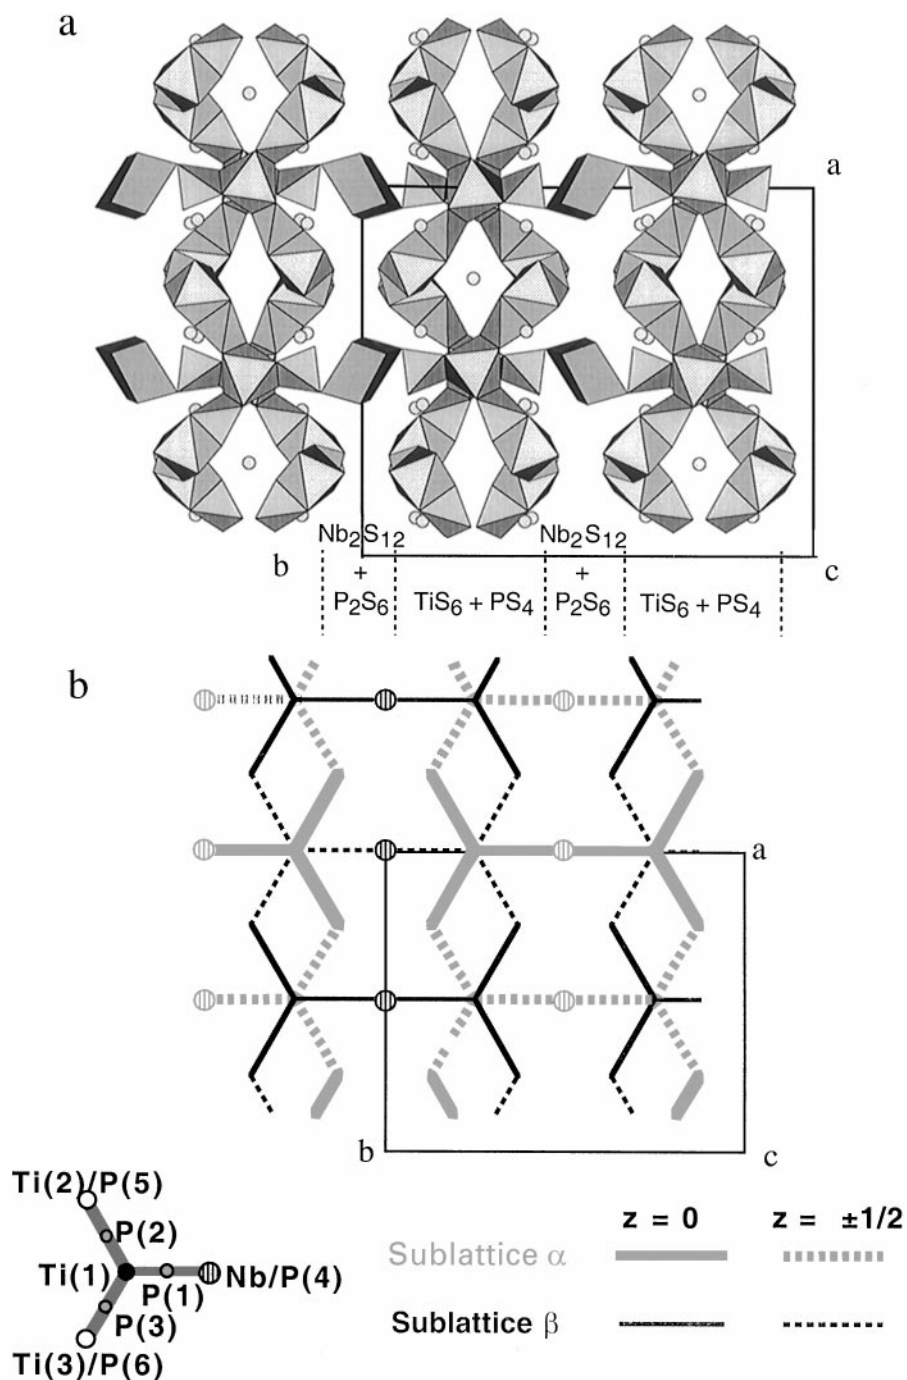 a
a
Nb2S12
Nb2S12
b
+
+
c
P2S6
TiS6 + PS4
P2S6
TiS6 + PS4
b
a
b
c
Ti(2)/P(5)
P(2)
Ti(1)
P(1)
Nb/P(4)
P(3)
Ti(3)/P(6)
z = 0
z = ±1/2
Sublattice α
Sublattice β